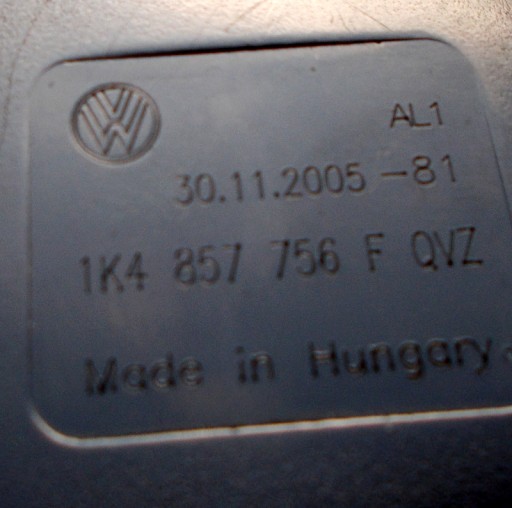 AL1
30.11.2005 -81
1K4 857 756 F QVZ
Made in Hungary